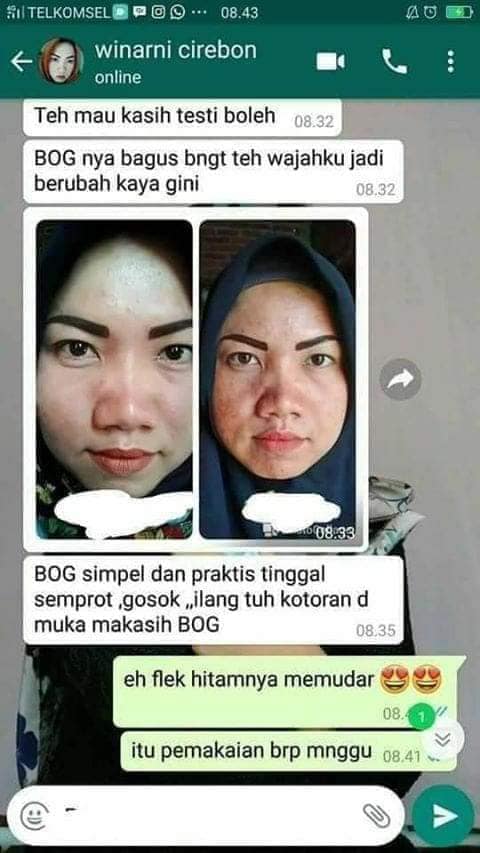 TELKOMSEL ... 08.43
winarni cirebon
online
Teh mau kasih testi boleh 08.32
BOG nya bagus bngt teh wajahku jadi
berubah kaya gini 08.32
08.33
BOG simpel dan praktis tinggal
semprot ,gosok ,,ilang tuh kotoran d
muka makasih BOG 08.35
eh flek hitamnya memudar 😍😍
1
itu pemakaian brp mnggu 08.41